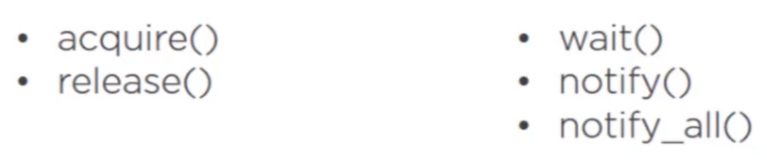 • acquire()
• release()
• wait()
• notify()
• notify_all()